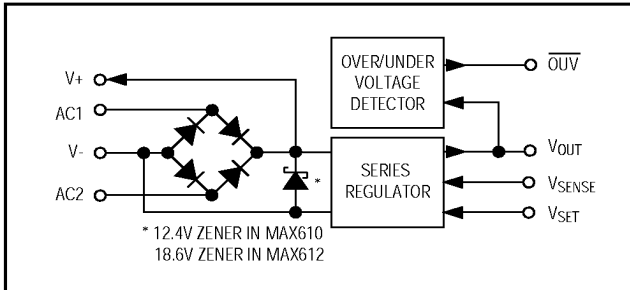 V+
AC1
V-
AC2
OVER/UNDER
VOLTAGE
DETECTOR
OUV
SERIES
REGULATOR
VOUT
VSENSE
VSET
*
* 12.4V ZENER IN MAX610
18.6V ZENER IN MAX612